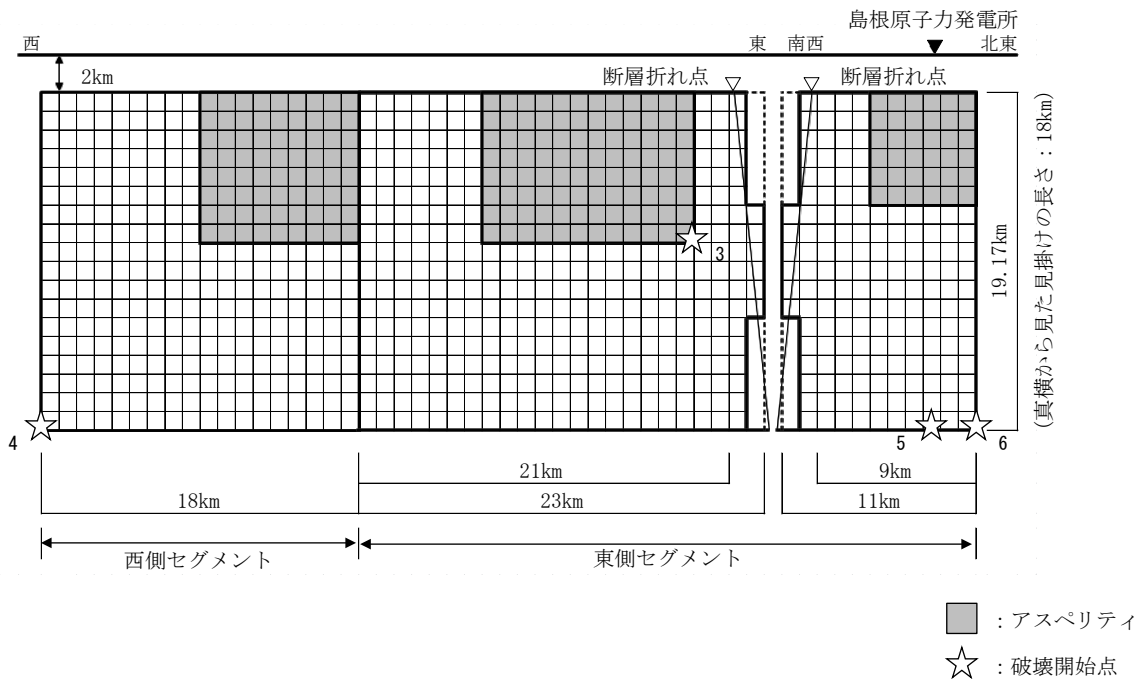 島根原子力発電所
西
東
南西
北東
2km
断層折れ点
断層折れ点
3
4
5
6
19.17km
(真横から見た見掛けの長さ：18km)
21km
9km
18km
23km
11km
西側セグメント
東側セグメント
：アスペリティ
：破壊開始点